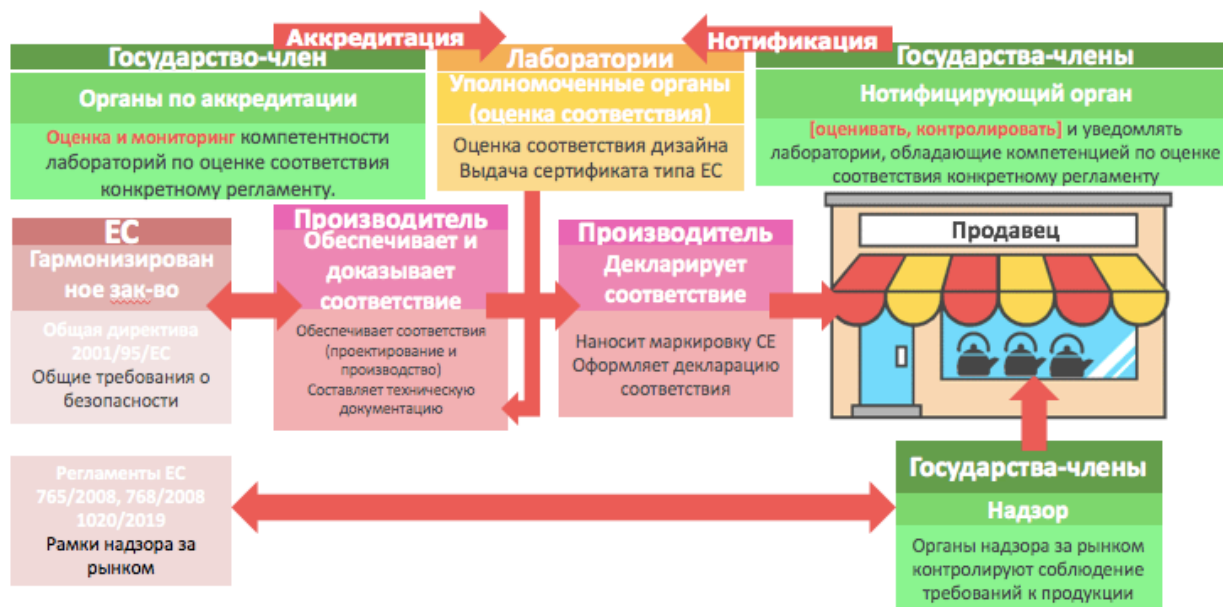 Аккредитация
Нотификация
Государство-член
Органы по аккредитации
Оценка и мониторинг компетентности
лабораторий по оценке соответствия
конкретному регламенту.
Лаборатории
Уполномоченные органы
(оценка соответствия)
Оценка соответствия дизайна
Выдача сертификата типа ЕС
Государства-члены
Нотифицирующий орган
[оценивать, контролировать] и уведомлять
лаборатории, обладающие компетенцией по оценке
соответствия конкретному регламенту
ЕС
Гармонизирован
ное зак-во
Общая директива
2001/95/ЕС
Общие требования о
безопасности
Производитель
Обеспечивает и
доказывает
соответствие
Обеспечивает соответствия
(проектирование и
производство)
Составляет техническую
документацию
Производитель
Декларирует
соответствие
Наносит маркировку СЕ
Оформляет декларацию
соответствия
Продавец
Регламенты ЕС
765/2008, 768/2008
1020/2019
Рамки надзора за
рынком
Государства-члены
Надзор
Органы надзора за рынком
контролируют соблюдение
требований к продукции